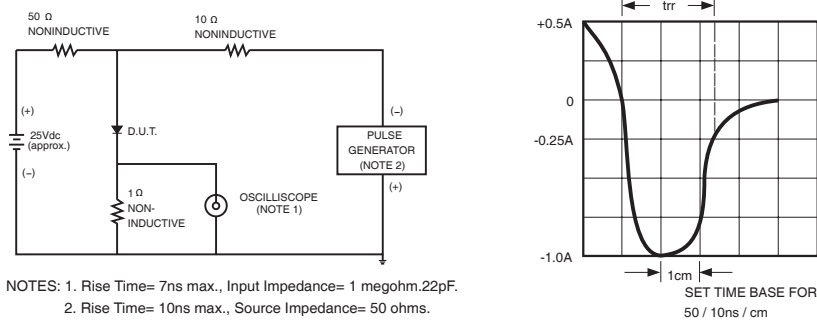 50 Ω
NONINDUCTIVE
10 Ω
NONINDUCTIVE
(+)
25Vdc
(approx.)
(−)
D.U.T.
1 Ω
NON-
INDUCTIVE
OSCILLISCOPE
(NOTE 1)
(−)
PULSE
GENERATOR
(NOTE 2)
(+)
NOTES: 1. Rise Time= 7ns max., Input Impedance= 1 megohm.22pF.
2. Rise Time= 10ns max., Source Impedance= 50 ohms.
trr
+0.5A
0
-0.25A
-1.0A
1cm
SET TIME BASE FOR
50 / 10ns / cm